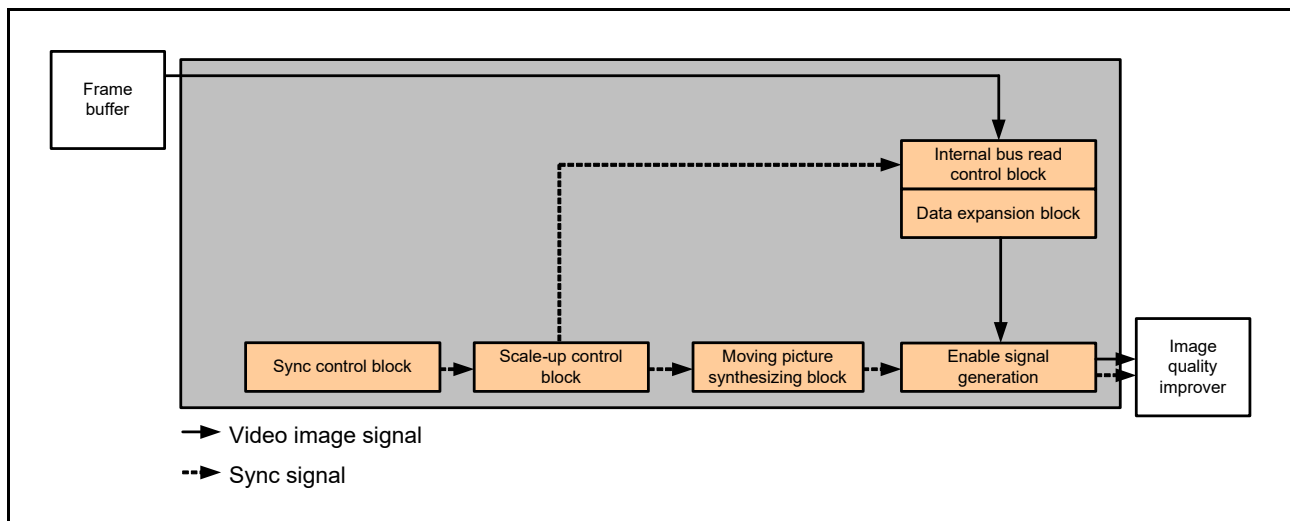 Frame
buffer
Internal bus read
control block
Data expansion block
Sync control block
Scale-up control
block
Moving picture
synthesizing block
Enable signal
generation
Image
quality
improver
Video image signal
Sync signal